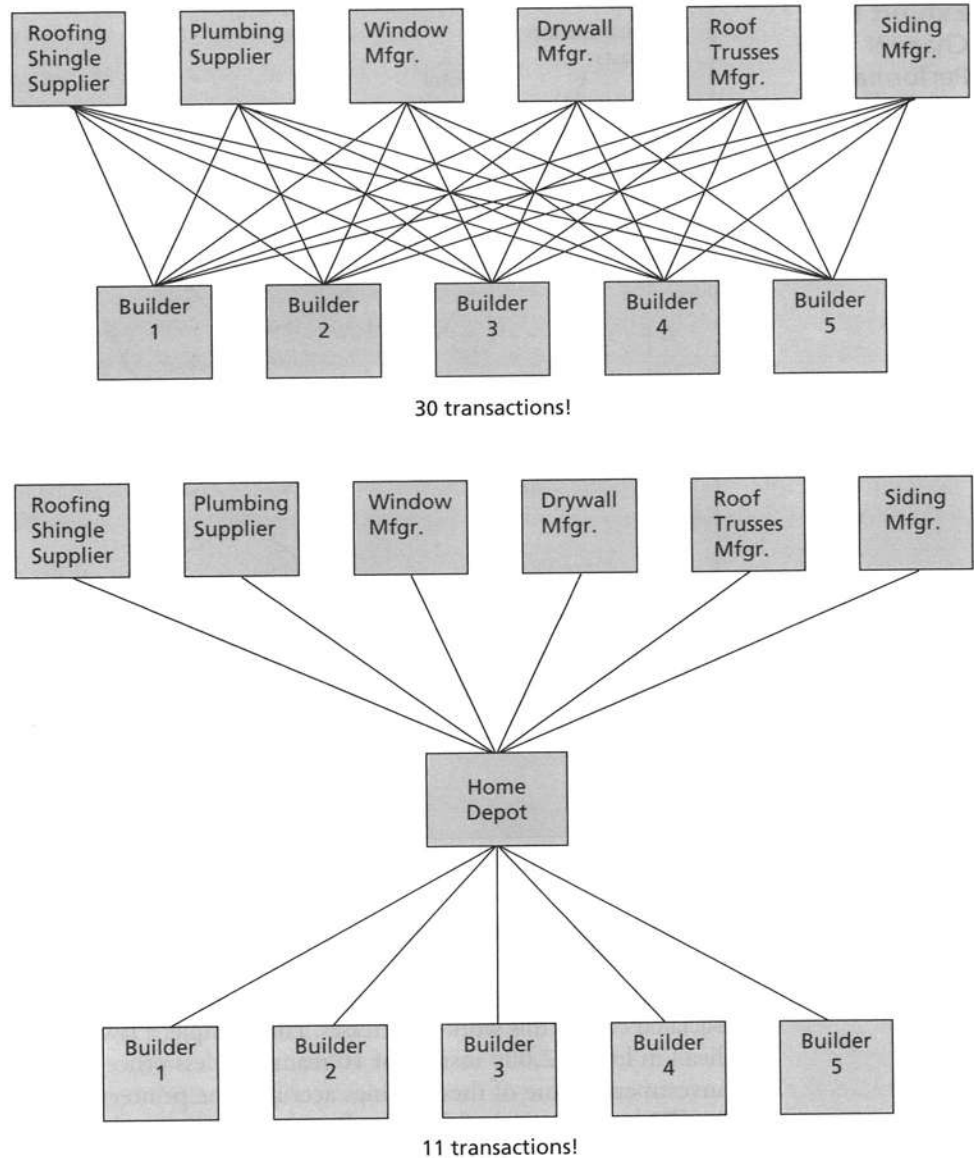 Roofing
Shingle
Supplier
Plumbing
Supplier
Window
Mfgr.
Drywall
Mfgr.
Roof
Trusses
Mfgr.
Siding
Mfgr.
Builder
1
Builder
2
Builder
3
Builder
4
Builder
5
30 transactions!
Roofing
Shingle
Supplier
Plumbing
Supplier
Window
Mfgr.
Drywall
Mfgr.
Roof
Trusses
Mfgr.
Siding
Mfgr.
Home
Depot
Builder
1
Builder
2
Builder
3
Builder
4
Builder
5
11 transactions!